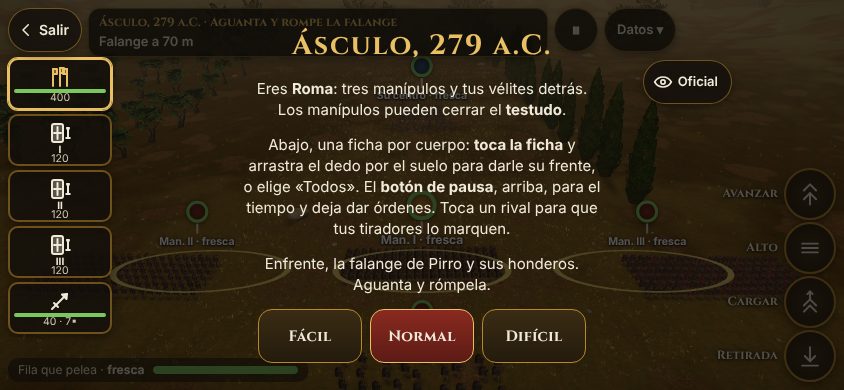 Salir
ÁSCULO, 279 A.C. · AGUANTA Y ROMPE LA FALANGE
Falange a 70 m
Datos ▾
ÁSCULO, 279 A.C.
Oficial
Eres Roma: tres manípulos y tus vélites detrás.
Los manípulos pueden cerrar el testudo.
Su centro · fresca
Abajo, una ficha por cuerpo: toca la ficha y
arrastra el dedo por el suelo para darle su frente,
o elige «Todos». El botón de pausa, arriba, para el
tiempo y deja dar órdenes. Toca un rival para que
tus tiradores lo marquen.
Enfrente, la falange de Pirro y sus honderos.
Aguanta y rómpela.
400
I
120
II
120
III
120
40 · 7
Man. II · fresca
Man. I · fresca
Man. III · fresca
AVANZAR
ALTO
CARGAR
RETIRADA
FÁCIL
NORMAL
DIFÍCIL
Fila que pelea · fresca